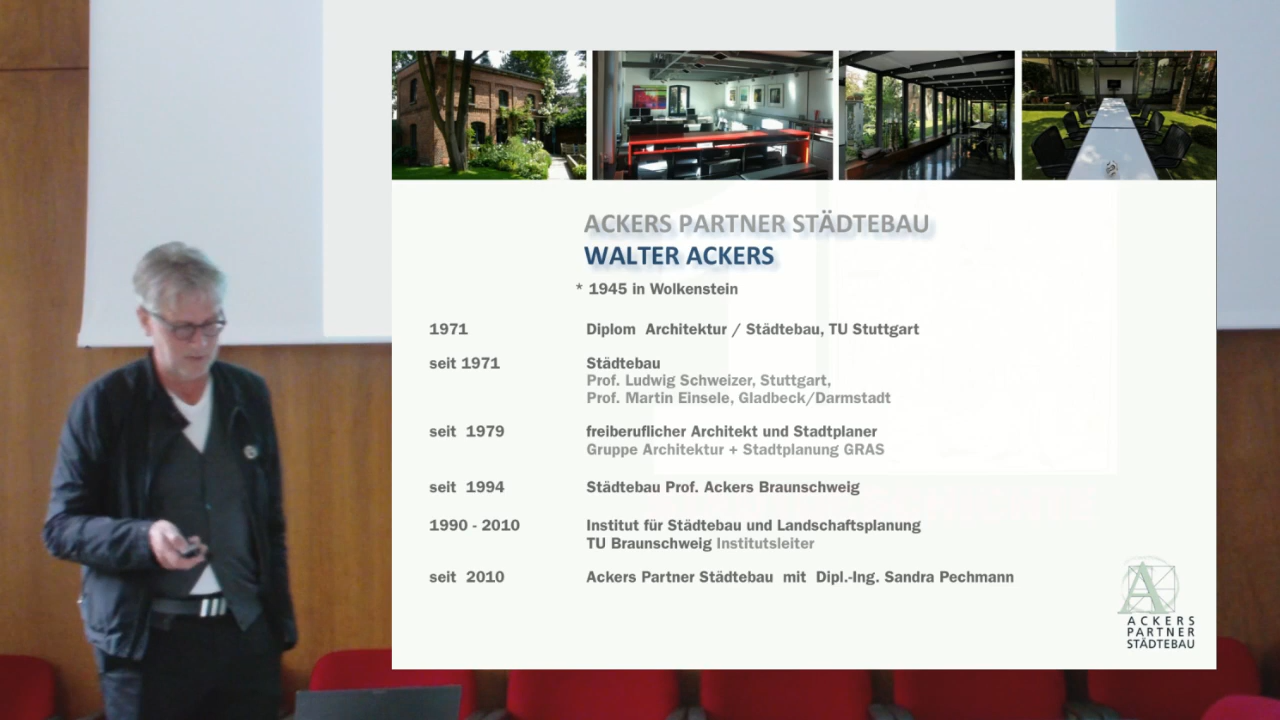 ACKERS PARTNER STÄDTEBAU
WALTER ACKERS
* 1945 in Wolkenstein
1971 Diplom Architektur / Städtebau, TU Stuttgart
seit 1971 Städtebau
Prof. Ludwig Schweizer, Stuttgart,
Prof. Martin Einsele, Gladbeck/Darmstadt
seit 1979 freiberuflicher Architekt und Stadtplaner
Gruppe Architektur + Stadtplanung GRAS
seit 1994 Städtebau Prof. Ackers Braunschweig
1990 - 2010 Institut für Städtebau und Landschaftsplanung
TU Braunschweig Institutsleiter
seit 2010 Ackers Partner Städtebau mit Dipl.-Ing. Sandra Pechmann
A
ACKERS
PARTNER
STÄDTEBAU